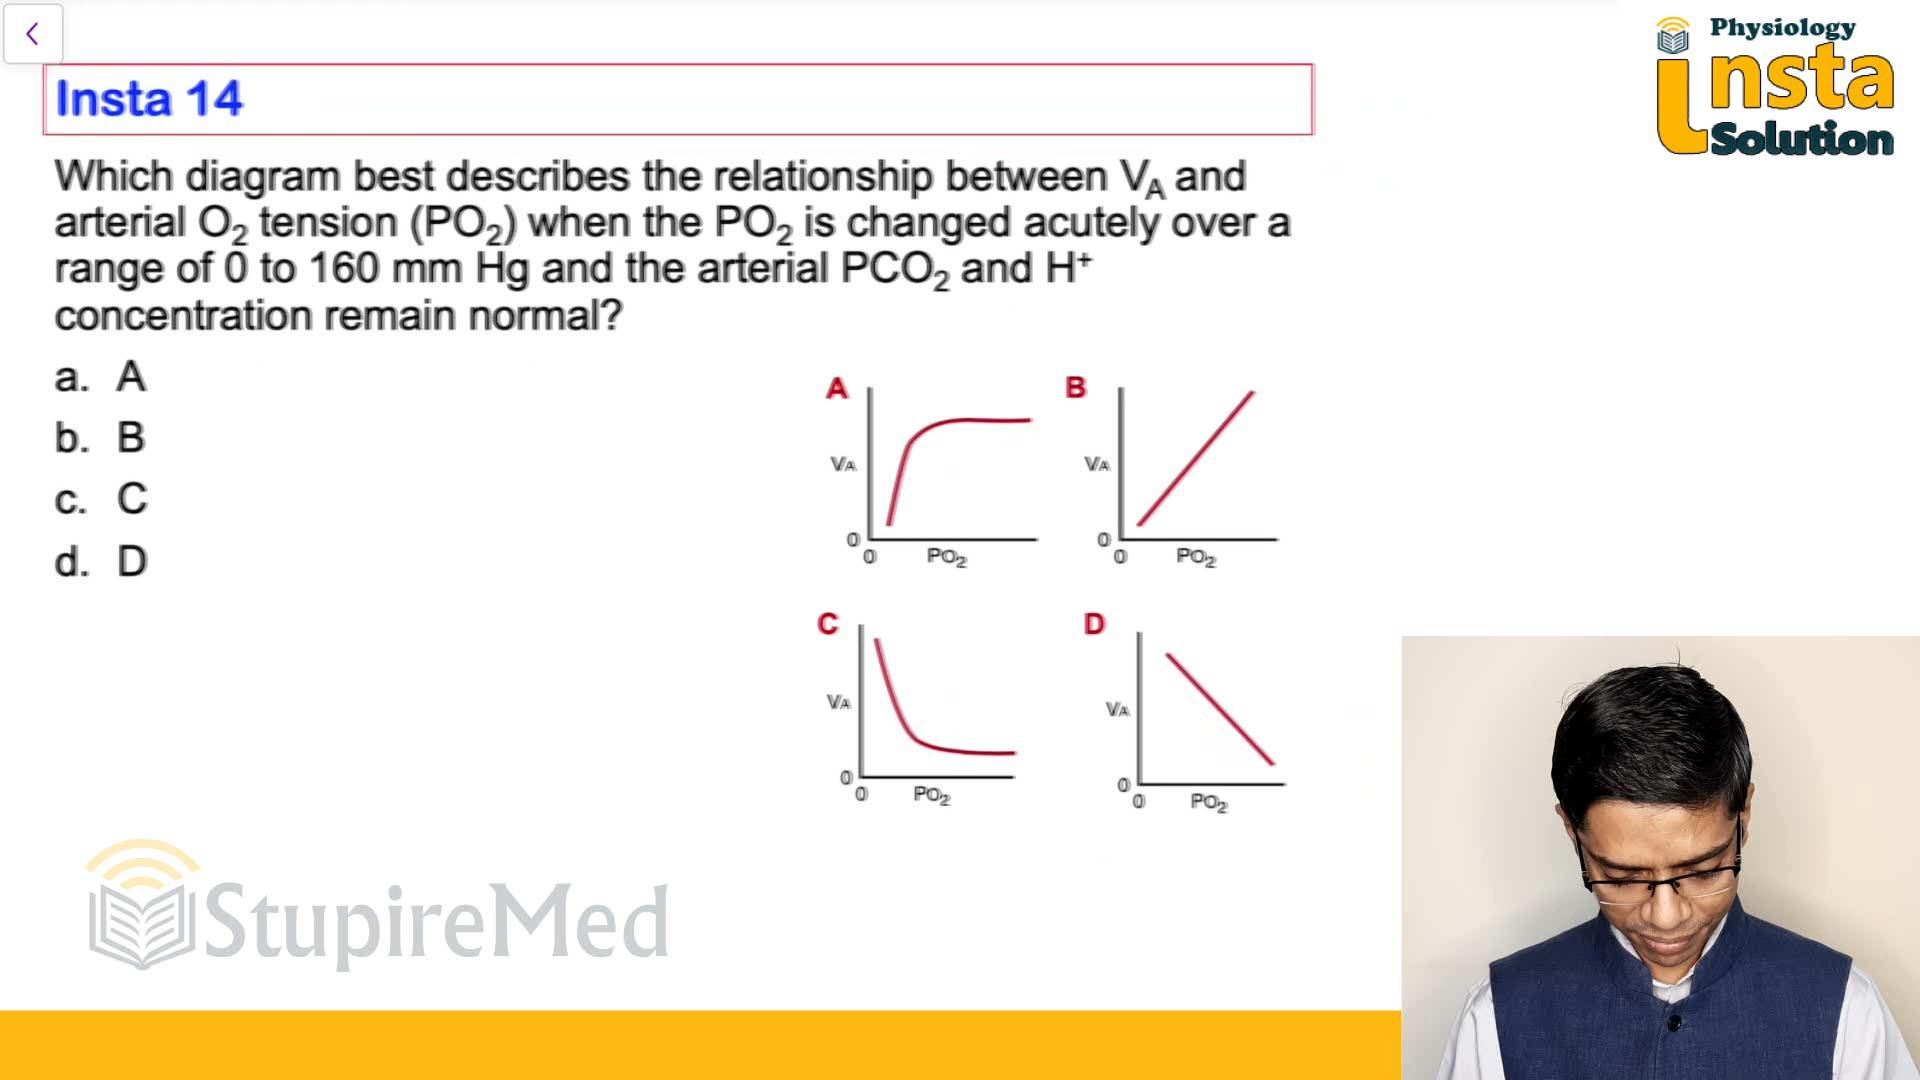 Physiology
Insta
Solution
Insta 14
Which diagram best describes the relationship between V_A and
arterial O₂ tension (PO₂) when the PO₂ is changed acutely over a
range of 0 to 160 mm Hg and the arterial PCO₂ and H⁺
concentration remain normal?
a. A
b. B
c. C
d. D
A
VA
0
0
PO₂
B
VA
0
0
PO₂
C
VA
0
0
PO₂
D
VA
0
0
PO₂
StupireMed